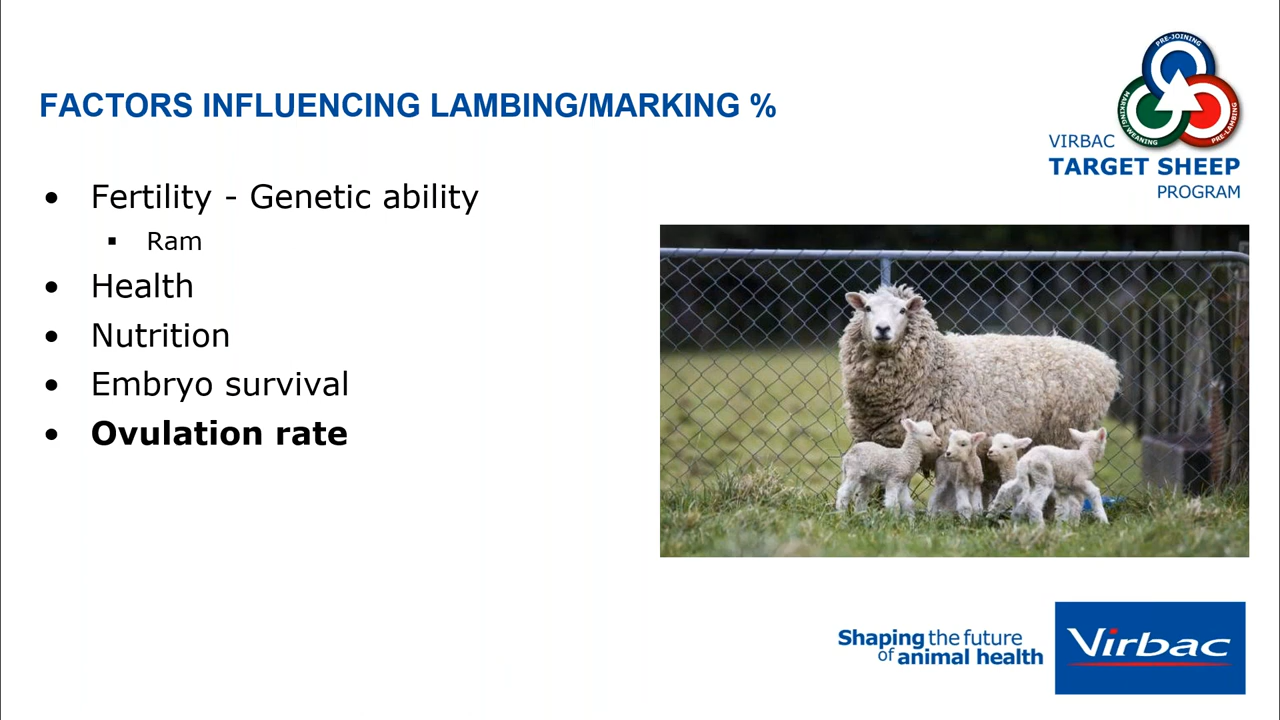 FACTORS INFLUENCING LAMBING/MARKING %
PRE-JOINING
MARKING/WEANING
PRE-LAMBING
VIRBAC
TARGET SHEEP
PROGRAM
• Fertility - Genetic ability
▪ Ram
• Health
• Nutrition
• Embryo survival
• Ovulation rate
Shaping the future
of animal health
Virbac